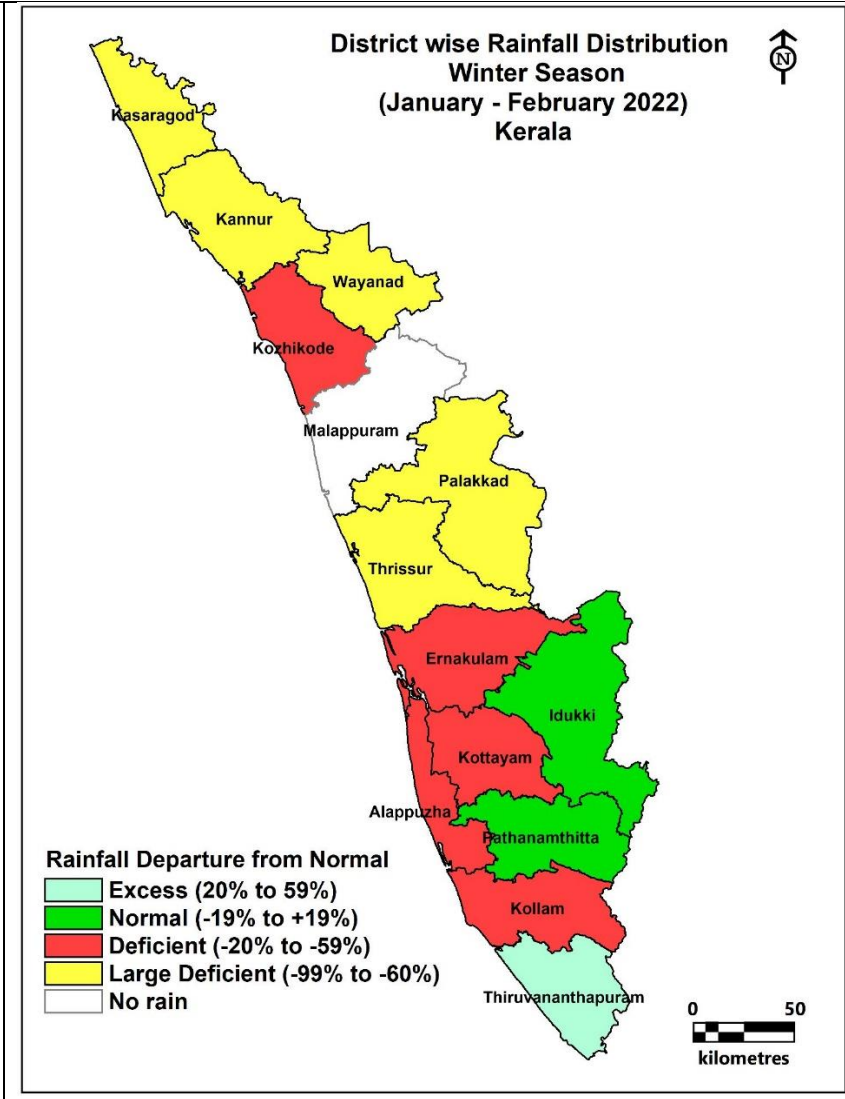 District wise Rainfall Distribution
Winter Season
(January - February 2022)
Kerala
N
Kasaragod
Kannur
Wayanad
Kozhikode
Malappuram
Palakkad
Thrissur
Ernakulam
Idukki
Kottayam
Alappuzha
Pathanamthitta
Kollam
Thiruvananthapuram
Rainfall Departure from Normal
Excess (20% to 59%)
Normal (-19% to +19%)
Deficient (-20% to -59%)
Large Deficient (-99% to -60%)
No rain
0 50
kilometres